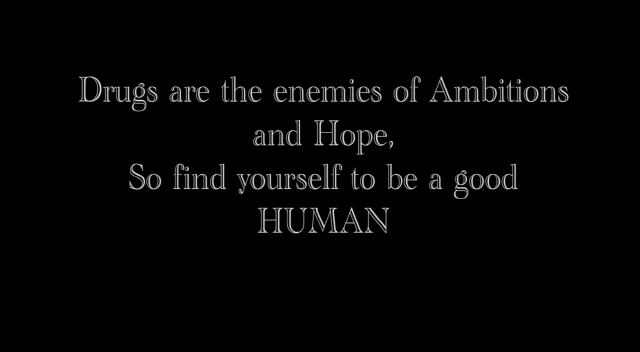 Drugs are the enemies of Ambitions
and Hope,
So find yourself to be a good
HUMAN